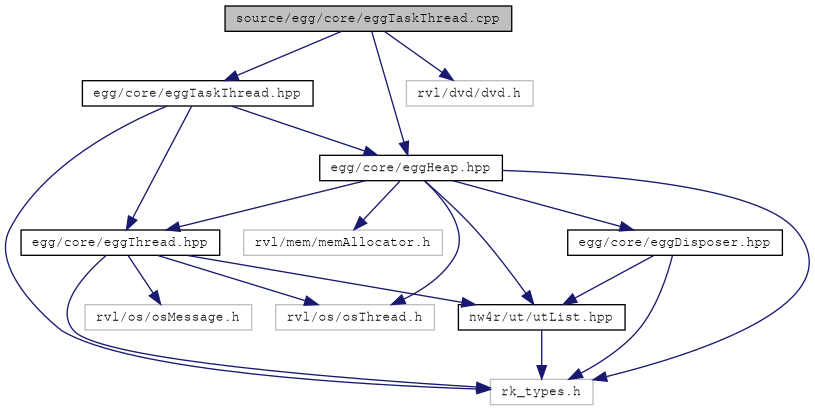 source/egg/core/eggTaskThread.cpp
egg/core/eggTaskThread.hpp
rvl/dvd/dvd.h
egg/core/eggHeap.hpp
egg/core/eggThread.hpp
rvl/mem/memAllocator.h
egg/core/eggDisposer.hpp
rvl/os/osMessage.h
rvl/os/osThread.h
nw4r/ut/utList.hpp
rk_types.h